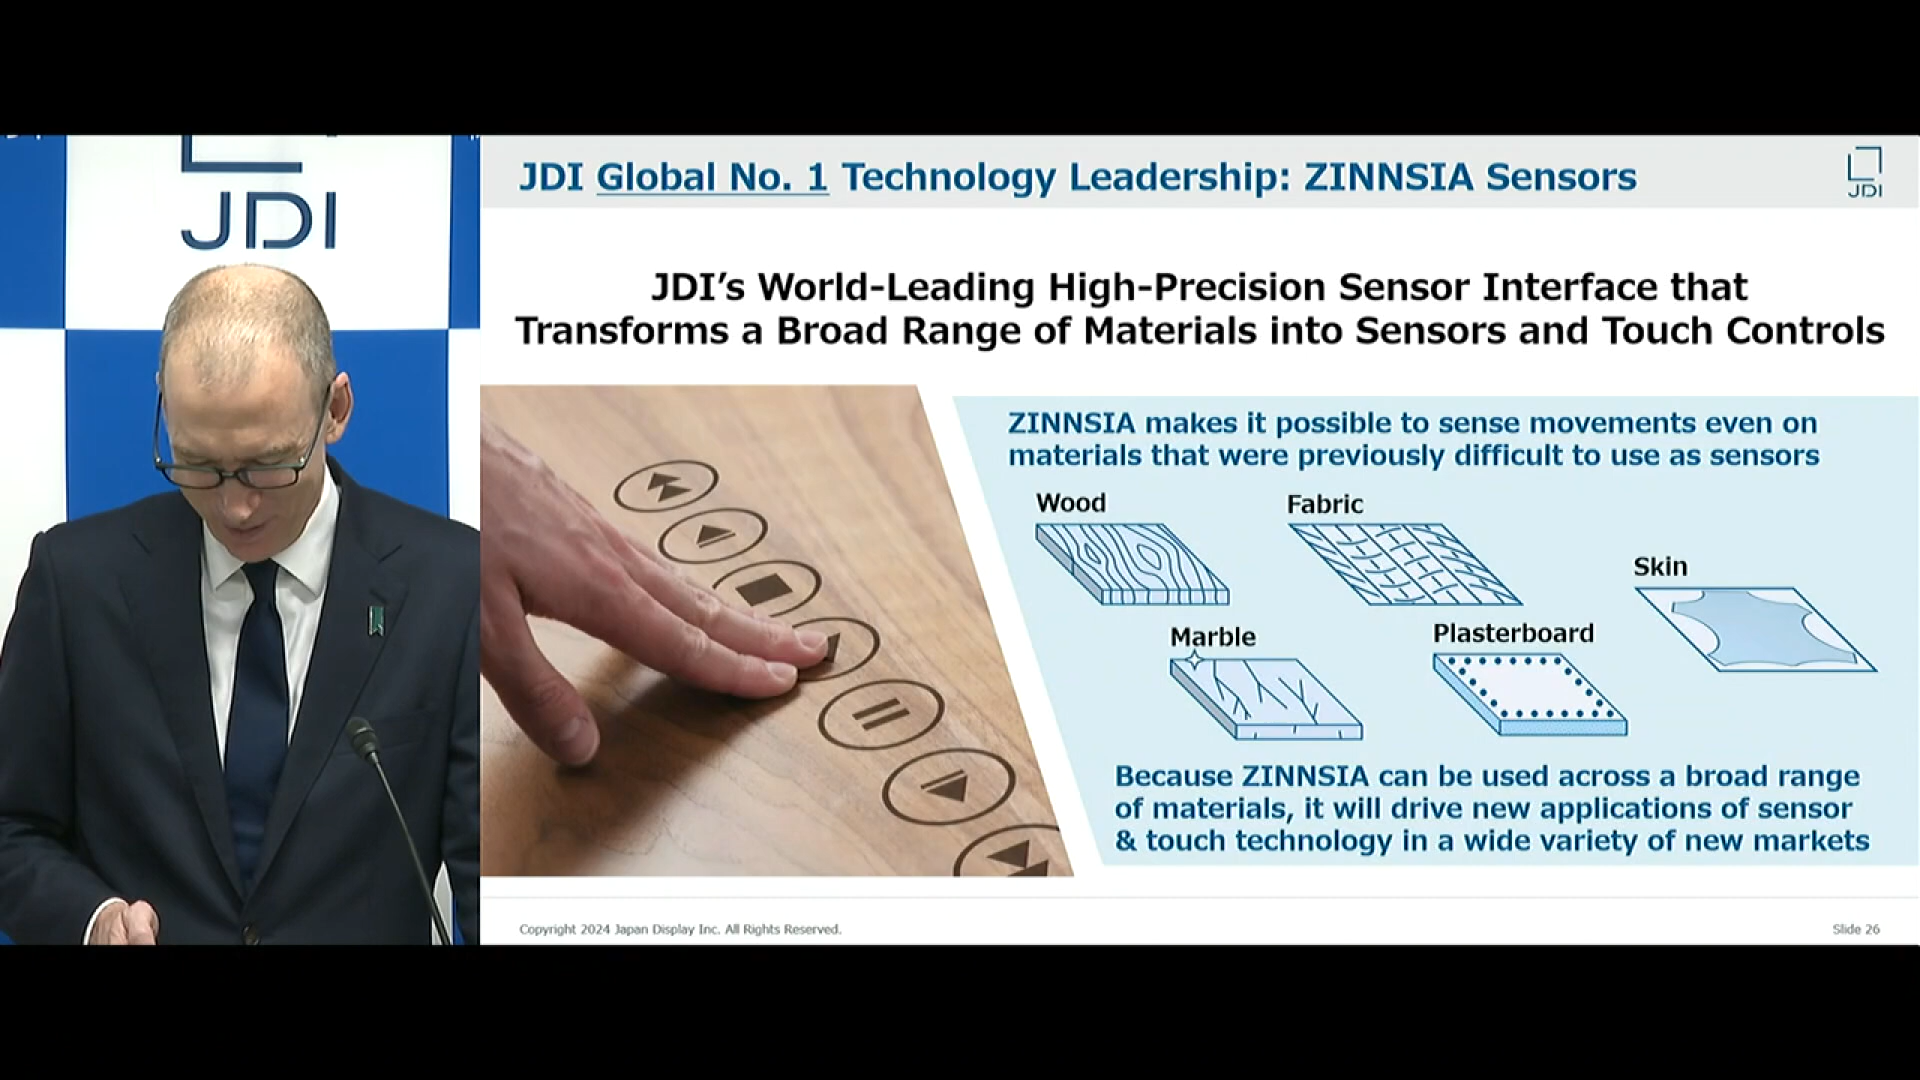 JDI
JDI Global No. 1 Technology Leadership: ZINNSIA Sensors
JDI
JDI’s World-Leading High-Precision Sensor Interface that
Transforms a Broad Range of Materials into Sensors and Touch Controls
ZINNSIA makes it possible to sense movements even on
materials that were previously difficult to use as sensors
Wood
Fabric
Skin
Marble
Plasterboard
Because ZINNSIA can be used across a broad range
of materials, it will drive new applications of sensor
& touch technology in a wide variety of new markets
Copyright 2024 Japan Display Inc. All Rights Reserved.
Slide 26